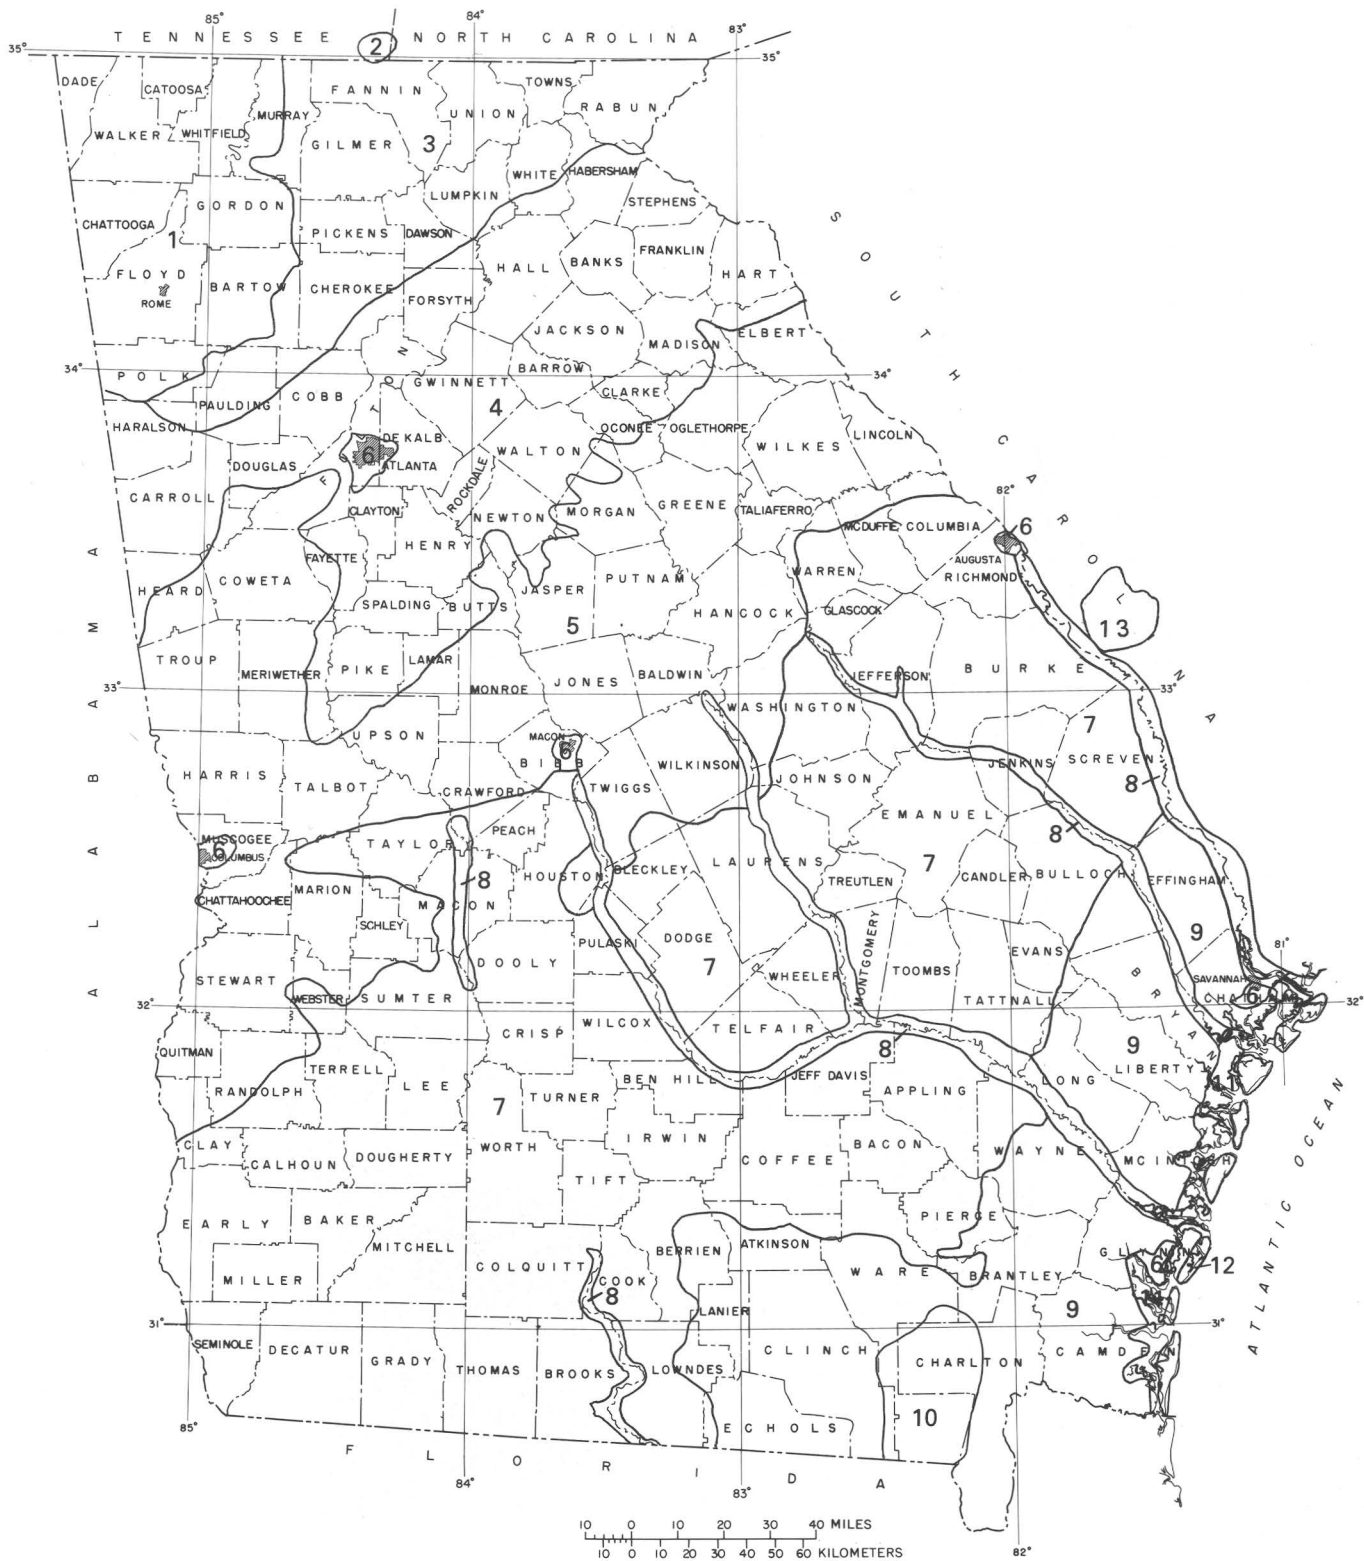 85°
84°
83°
TENNESSEE
2
NORTH CAROLINA
35°
35°
DADE
CATOOSA
FANNIN
TOWNS
UNION
RABUN
MURRAY
WALKER
WHITFIELD
GILMER
3
WHITE
HABERSHAM
LUMPKIN
STEPHENS
GORDON
CHATTOOGA
1
PICKENS
DAWSON
FRANKLIN
HALL
BANKS
HART
FLOYD
ROME
BARTOW
CHEROKEE
FORSYTH
SOUTH CAROLINA
JACKSON
MADISON
ELBERT
34°
34°
POLK
BARROW
GWINNETT
CLARKE
COBB
PAULDING
4
HARALSON
OCONEE
OGLETHORPE
LINCOLN
DE KALB
WILKES
WALTON
6
ATLANTA
DOUGLAS
ROCKDALE
CARROLL
82°
CLAYTON
NEWTON
MORGAN
GREENE
TALIAFERRO
MCDUFFIE
COLUMBIA
6
HENRY
FAYETTE
AUGUSTA
RICHMOND
WARREN
HEARD
COWETA
JASPER
PUTNAM
SPALDING
BUTTS
HANCOCK
GLASCOCK
5
13
TROUP
MERIWETHER
PIKE
LAMAR
MONROE
JONES
BALDWIN
JEFFERSON
BURKE
33°
33°
WASHINGTON
ALABAMA
UPSON
MACON
6
BIBB
WILKINSON
7
HARRIS
TALBOT
CRAWFORD
TWIGGS
JOHNSON
JENKINS
SCREVEN
8
EMANUEL
MUSCOGEE
6
COLUMBUS
TAYLOR
PEACH
8
HOUSTON
BLECKLEY
LAURENS
7
TREUTLEN
CANDLER
BULLOCH
EFFINGHAM
MARION
8
MACON
CHATTAHOOCHEE
SCHLEY
PULASKI
DODGE
MONTGOMERY
EVANS
9
81°
STEWART
DOOLY
7
WHEELER
TOOMBS
BRYAN
SAVANNAH
6
CHATHAM
32°
WEBSTER
SUMTER
TATTNALL
32°
CRISP
WILCOX
TELFAIR
QUITMAN
8
9
TERRELL
LEE
BEN HILL
JEFF DAVIS
LONG
LIBERTY
RANDOLPH
7
TURNER
APPLING
11
CLAY
CALHOUN
DOUGHERTY
WORTH
IRWIN
BACON
COFFEE
WAYNE
MCINTOSH
TIFT
ATLANTIC OCEAN
EARLY
BAKER
MITCHELL
PIERCE
BERRIEN
ATKINSON
GLYNN
COLQUITT
6
12
MILLER
COOK
WARE
BRANTLEY
8
LANIER
9
31°
31°
SEMINOLE
DECATUR
GRADY
THOMAS
BROOKS
LOWNDES
CLINCH
CHARLTON
CAMDEN
10
ECHOLS
85°
FLORIDA
84°
83°
10 0 10 20 30 40 MILES
10 0 10 20 30 40 50 60 KILOMETERS
82°